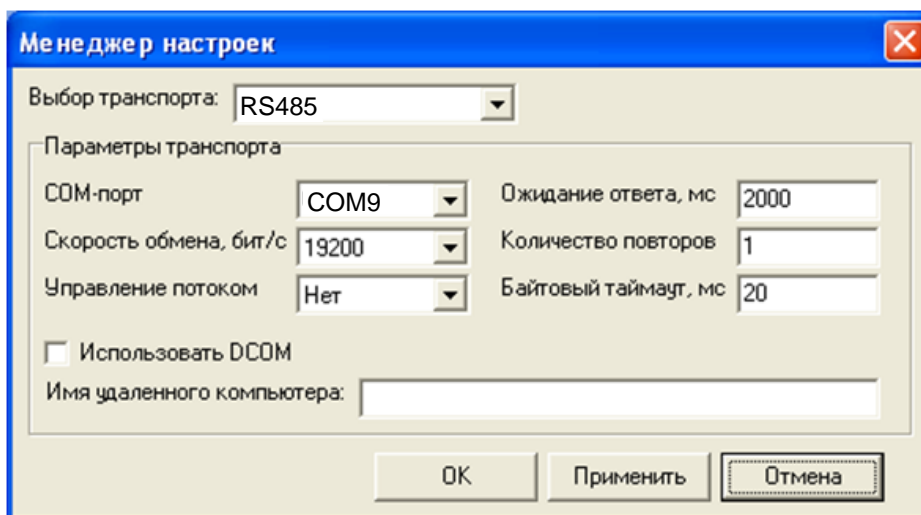 Менеджер настроек
Выбор транспорта: RS485
Параметры транспорта
COM-порт COM9 Ожидание ответа, мс 2000
Скорость обмена, бит/с 19200 Количество повторов 1
Управление потоком Нет Байтовый таймаут, мс 20
Использовать DCOM
Имя удаленного компьютера:
OK Применить Отмена